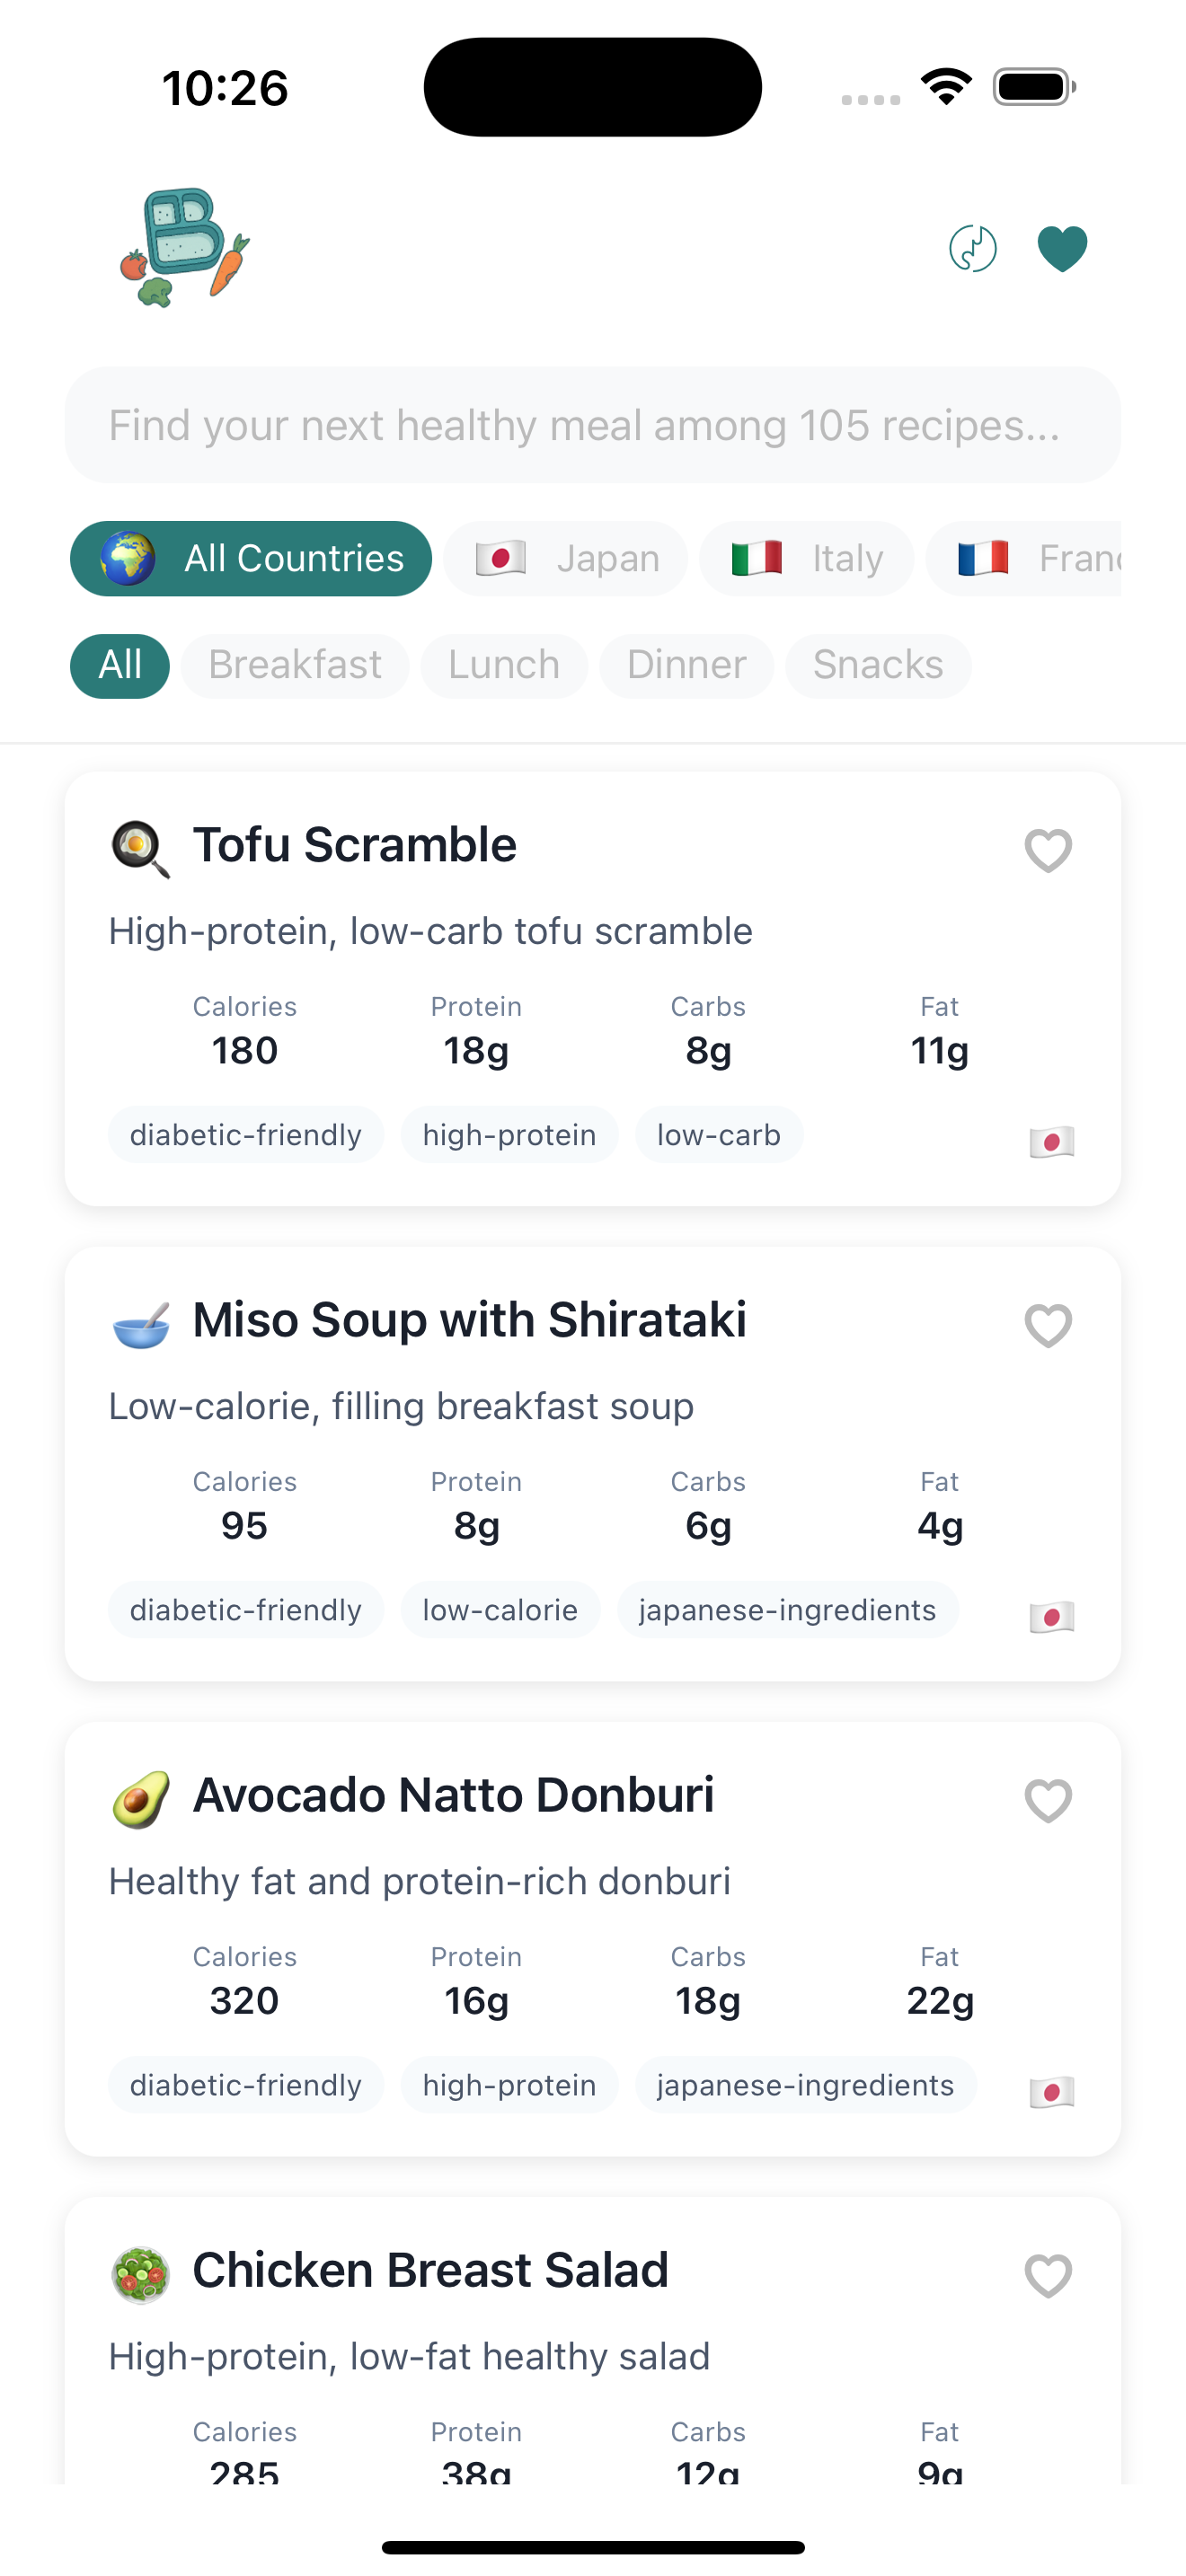 10:26
Find your next healthy meal among 105 recipes...
All Countries Japan Italy Franc
All Breakfast Lunch Dinner Snacks
Tofu Scramble
High-protein, low-carb tofu scramble
Calories Protein Carbs Fat
180 18g 8g 11g
diabetic-friendly high-protein low-carb
Miso Soup with Shirataki
Low-calorie, filling breakfast soup
Calories Protein Carbs Fat
95 8g 6g 4g
diabetic-friendly low-calorie japanese-ingredients
Avocado Natto Donburi
Healthy fat and protein-rich donburi
Calories Protein Carbs Fat
320 16g 18g 22g
diabetic-friendly high-protein japanese-ingredients
Chicken Breast Salad
High-protein, low-fat healthy salad
Calories Protein Carbs Fat
285 38g 12g 9g